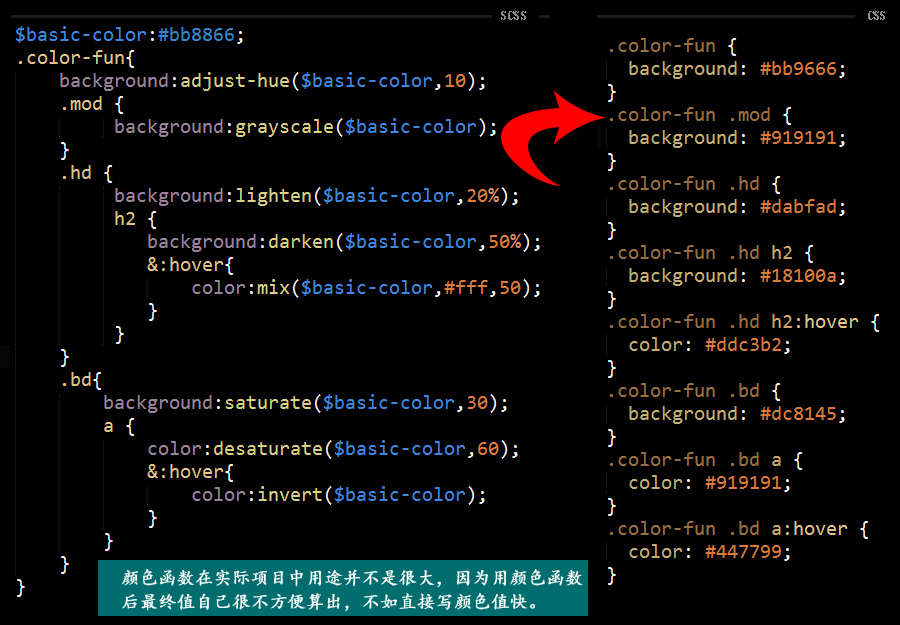 SCSS
$basic-color:#bb8866;
.color-fun{
background:adjust-hue($basic-color,10);
.mod {
background:grayscale($basic-color);
}
.hd {
background:lighten($basic-color,20%);
h2 {
background:darken($basic-color,50%);
&:hover{
color:mix($basic-color,#fff,50);
}
}
}
.bd{
background:saturate($basic-color,30);
a {
color:desaturate($basic-color,60);
&:hover{
color:invert($basic-color);
}
}
}
}
颜色函数在实际项目中用途并不是很大，因为用颜色函数
后最终值自己很不方便算出，不如直接写颜色值快。
CSS
.color-fun {
background: #bb9666;
}
.color-fun .mod {
background: #919191;
}
.color-fun .hd {
background: #dabfad;
}
.color-fun .hd h2 {
background: #18100a;
}
.color-fun .hd h2:hover {
color: #ddc3b2;
}
.color-fun .bd {
background: #dc8145;
}
.color-fun .bd a {
color: #919191;
}
.color-fun .bd a:hover {
color: #447799;
}